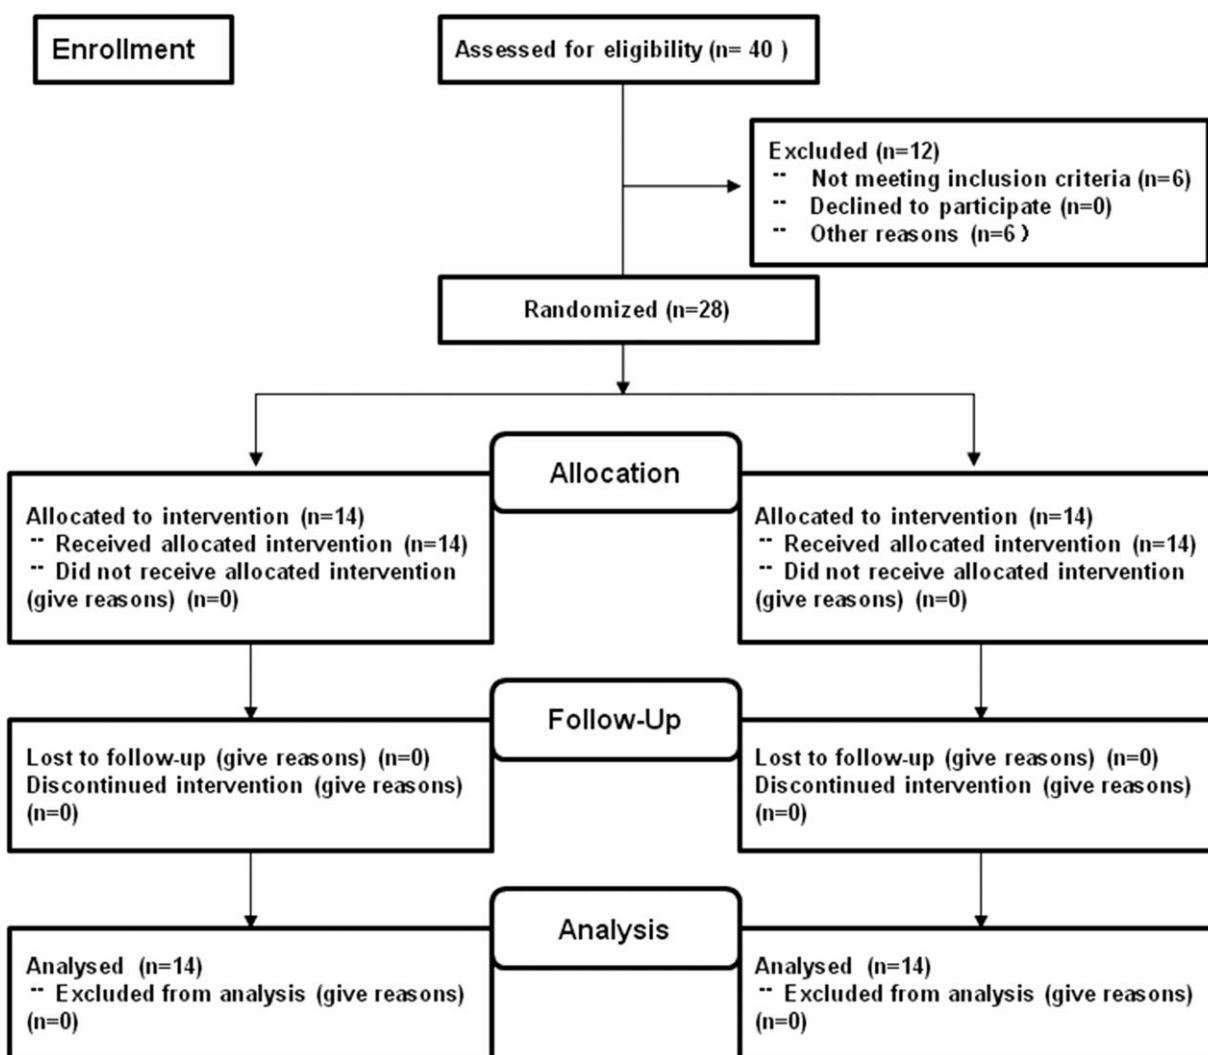 Enrollment
Assessed for eligibility (n= 40 )
Excluded (n=12)
-- Not meeting inclusion criteria (n=6)
-- Declined to participate (n=0)
-- Other reasons (n=6)
Randomized (n=28)
Allocation
Allocated to intervention (n=14)
-- Received allocated intervention (n=14)
-- Did not receive allocated intervention
(give reasons) (n=0)
Allocated to intervention (n=14)
-- Received allocated intervention (n=14)
-- Did not receive allocated intervention
(give reasons) (n=0)
Follow-Up
Lost to follow-up (give reasons) (n=0)
Discontinued intervention (give reasons)
(n=0)
Lost to follow-up (give reasons) (n=0)
Discontinued intervention (give reasons)
(n=0)
Analysis
Analysed (n=14)
-- Excluded from analysis (give reasons)
(n=0)
Analysed (n=14)
-- Excluded from analysis (give reasons)
(n=0)